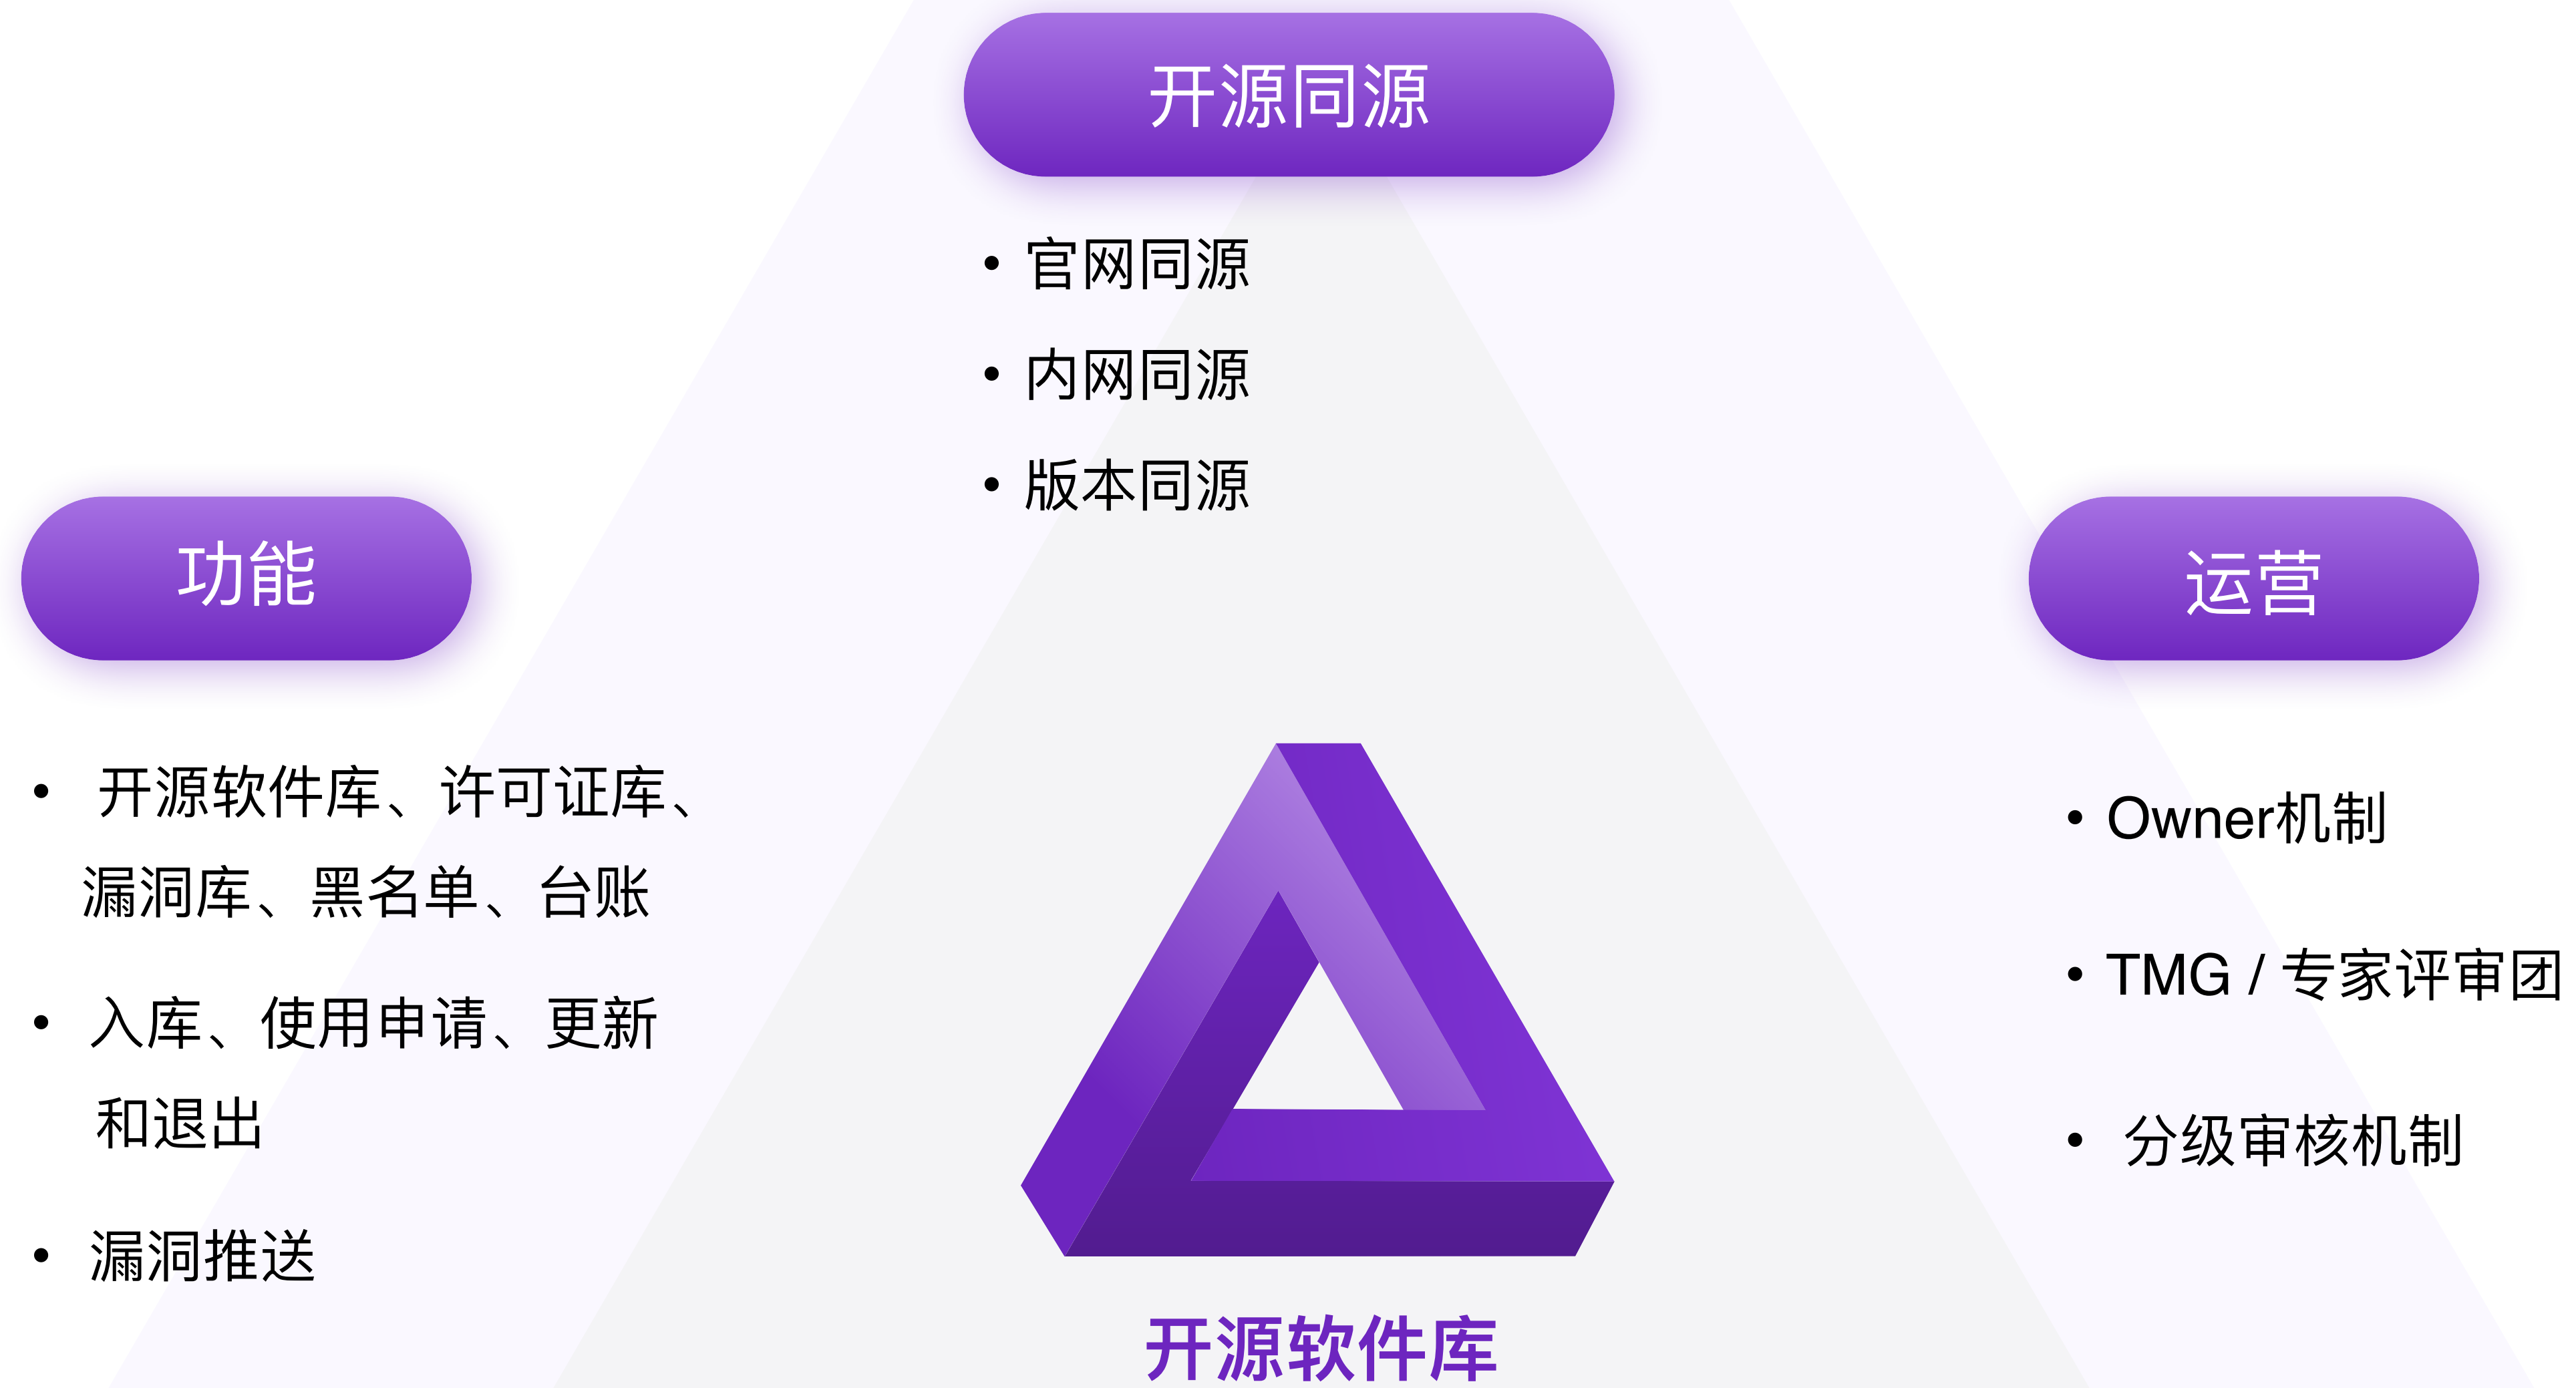 开源同源
• 官网同源
• 内网同源
• 版本同源
功能
• 开源软件库、许可证库、
漏洞库、黑名单、台账
• 入库、使用申请、更新
和退出
• 漏洞推送
运营
• Owner机制
• TMG / 专家评审团
• 分级审核机制
开源软件库